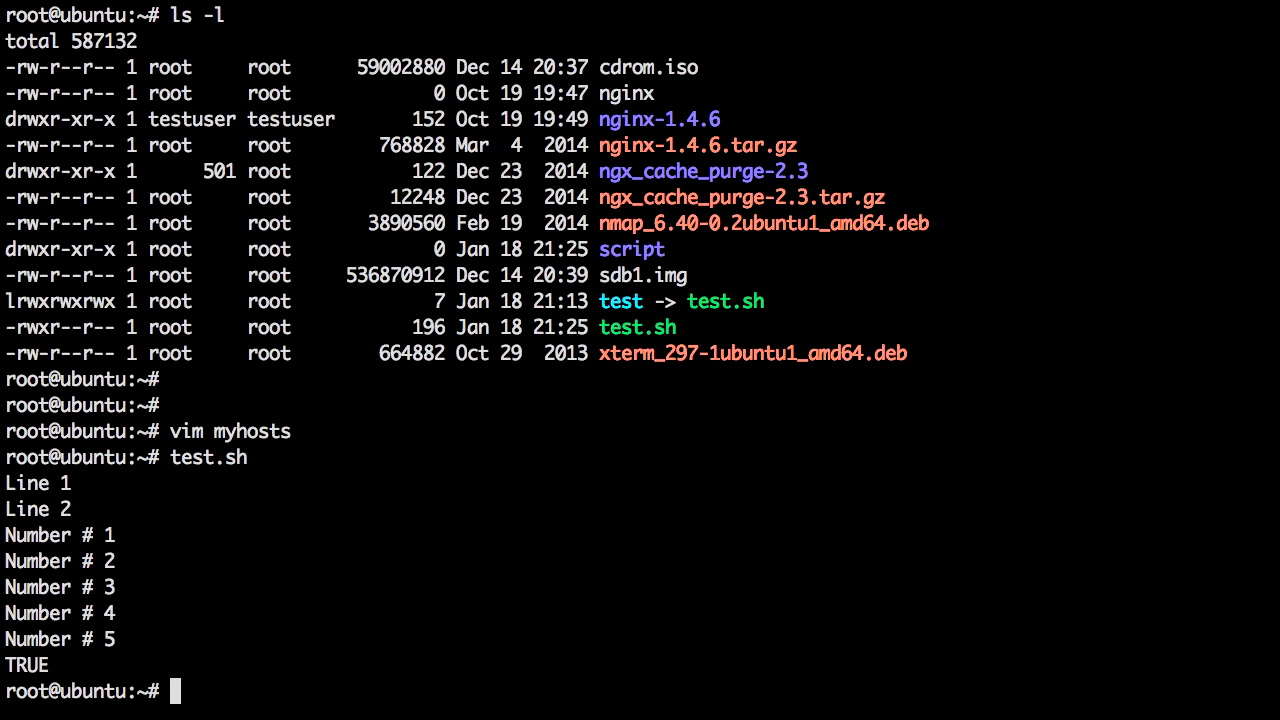 root@ubuntu:~# ls -l
total 587132
-rw-r--r-- 1 root     root      59002880 Dec 14 20:37 cdrom.iso
-rw-r--r-- 1 root     root             0 Oct 19 19:47 nginx
drwxr-xr-x 1 testuser testuser       152 Oct 19 19:49 nginx-1.4.6
-rw-r--r-- 1 root     root        768828 Mar  4  2014 nginx-1.4.6.tar.gz
drwxr-xr-x 1      501 root           122 Dec 23  2014 ngx_cache_purge-2.3
-rw-r--r-- 1 root     root         12248 Dec 23  2014 ngx_cache_purge-2.3.tar.gz
-rw-r--r-- 1 root     root       3890560 Feb 19  2014 nmap_6.40-0.2ubuntu1_amd64.deb
drwxr-xr-x 1 root     root             0 Jan 18 21:25 script
-rw-r--r-- 1 root     root     536870912 Dec 14 20:39 sdb1.img
lrwxrwxrwx 1 root     root             7 Jan 18 21:13 test -> test.sh
-rwxr--r-- 1 root     root           196 Jan 18 21:25 test.sh
-rw-r--r-- 1 root     root        664882 Oct 29  2013 xterm_297-1ubuntu1_amd64.deb
root@ubuntu:~#
root@ubuntu:~#
root@ubuntu:~# vim myhosts
root@ubuntu:~# test.sh
Line 1
Line 2
Number # 1
Number # 2
Number # 3
Number # 4
Number # 5
TRUE
root@ubuntu:~#